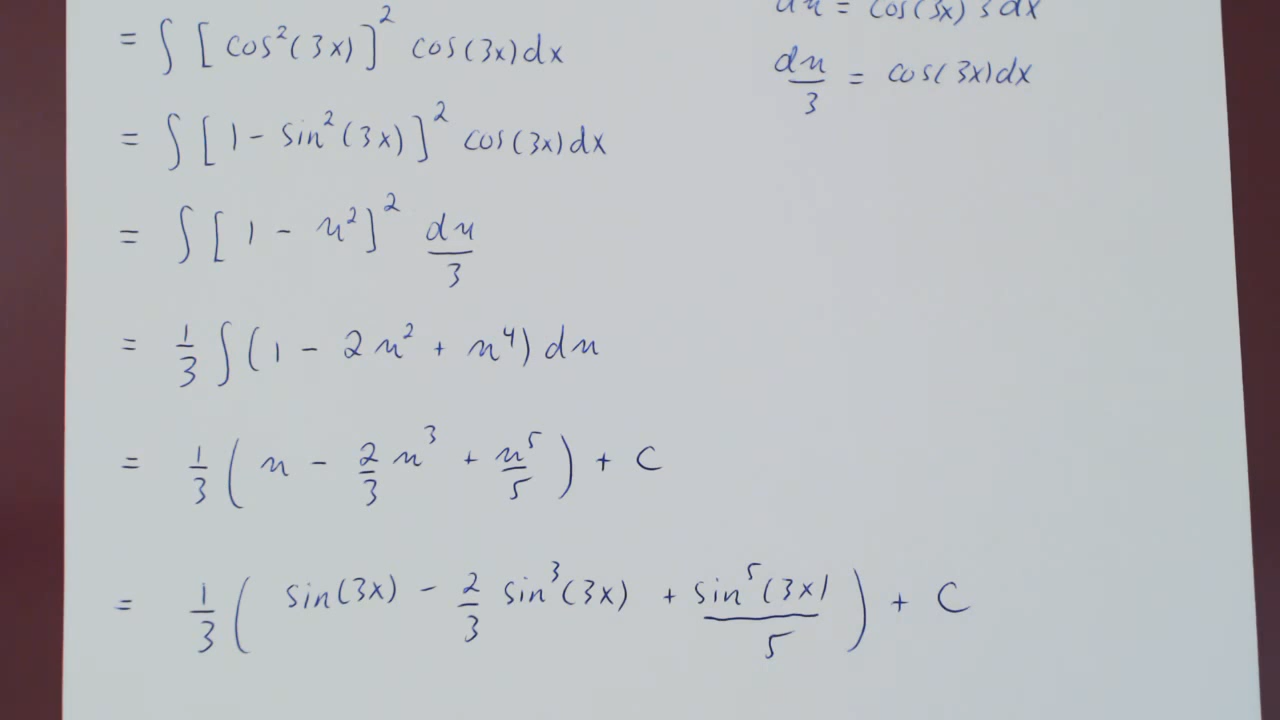 = ∫ [cos²(3x)]² cos(3x)dx
du = cos(3x) 3dx
du/3 = cos(3x)dx
= ∫ [1 - sin²(3x)]² cos(3x)dx
= ∫ [1 - u²]² du/3
= 1/3 ∫ (1 - 2u² + u⁴) du
= 1/3 (u - 2/3 u³ + u⁵/5) + C
= 1/3 (sin(3x) - 2/3 sin³(3x) + sin⁵(3x)/5) + C